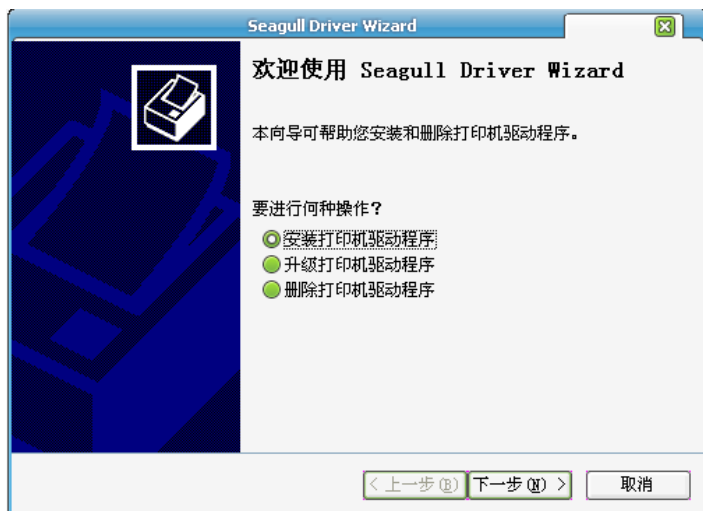 Seagull Driver Wizard
欢迎使用 Seagull Driver Wizard
本向导可帮助您安装和删除打印机驱动程序。
要进行何种操作?
安装打印机驱动程序
升级打印机驱动程序
删除打印机驱动程序
< 上一步(B) 下一步(N) > 取消